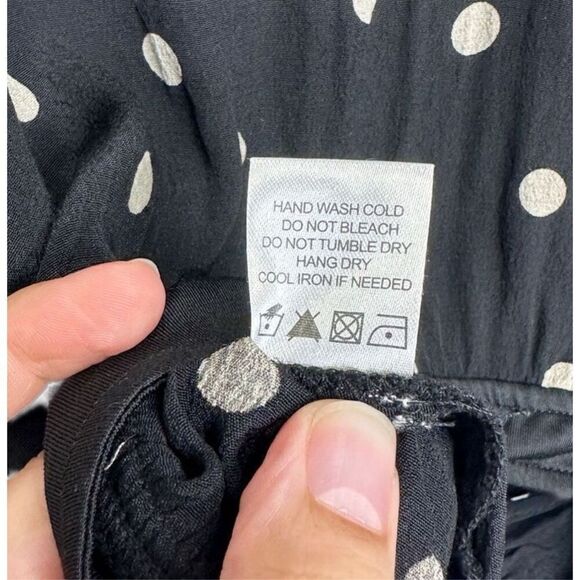 HAND WASH COLD
DO NOT BLEACH
DO NOT TUMBLE DRY
HANG DRY
COOL IRON IF NEEDED